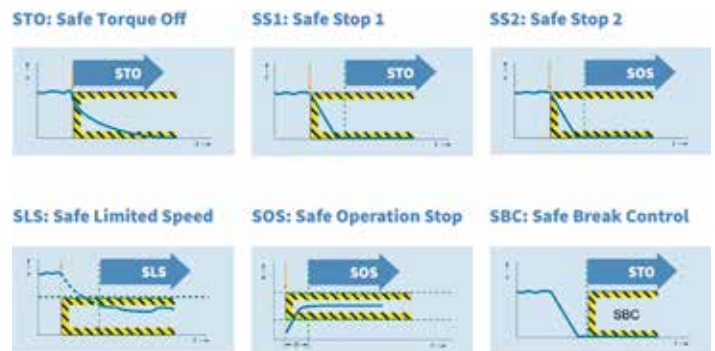 STO: Safe Torque Off
SS1: Safe Stop 1
SS2: Safe Stop 2
STO
STO
SOS
SLS: Safe Limited Speed
SOS: Safe Operation Stop
SBC: Safe Break Control
SLS
SOS
STO
SBC